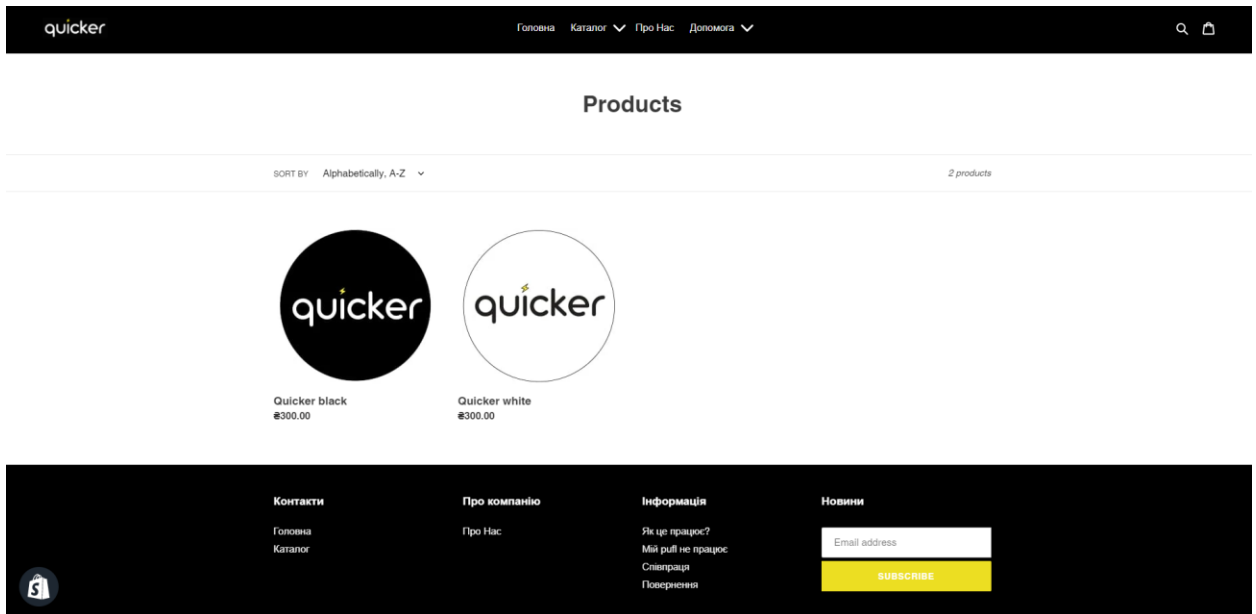 quicker
Головна Каталог Про Нас Допомога
Products
SORT BY Alphabetically, A-Z
2 products
quicker
quicker
Quicker black
₴300.00
Quicker white
₴300.00
Контакти
Головна
Каталог
Про компанію
Про Нас
Інформація
Як це працює?
Мій pufl не працює
Співпраця
Повернення
Новини
Email address
SUBSCRIBE